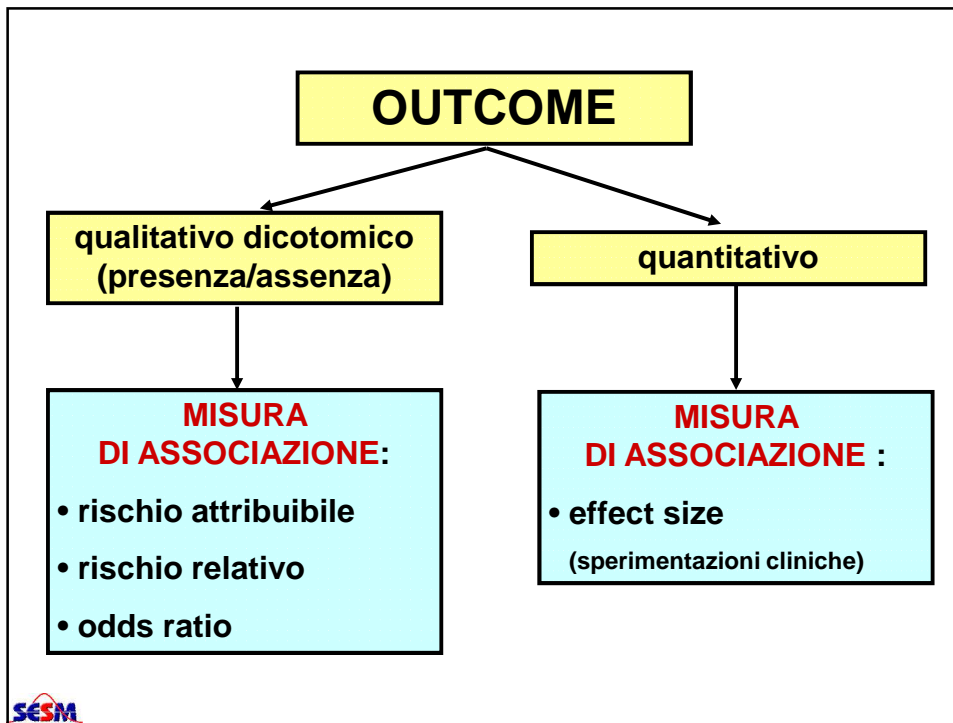 OUTCOME
qualitativo dicotomico
(presenza/assenza)
quantitativo
MISURA
DI ASSOCIAZIONE:
• rischio attribuibile
• rischio relativo
• odds ratio
MISURA
DI ASSOCIAZIONE :
• effect size
(sperimentazioni cliniche)
SESM